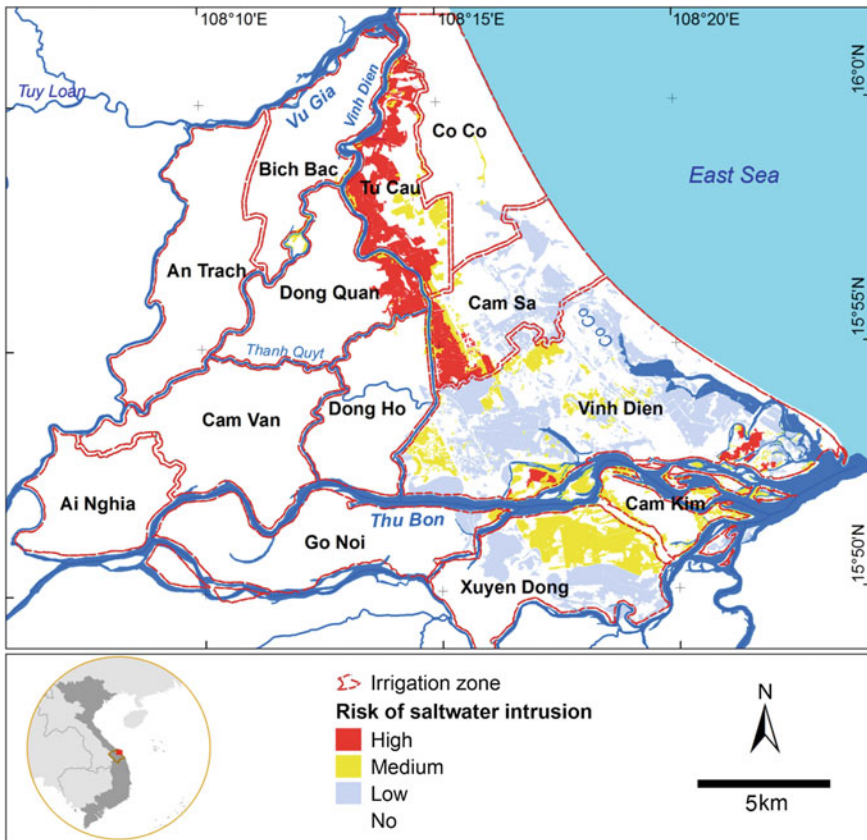 108°10'E
108°15'E
108°20'E
16°0'N
Tuy Loan
Vu Gia
Vinh Dien
Co Co
Bich Bac
Tu Cau
East Sea
An Trach
Dong Quan
Cam Sa
15°55'N
Co Co
Thanh Quyt
Cam Van
Dong Ho
Vinh Dien
Ai Nghia
Thu Bon
Cam Kim
Go Noi
15°50'N
Xuyen Dong
Irrigation zone
Risk of saltwater intrusion
High
Medium
Low
No
N
5km